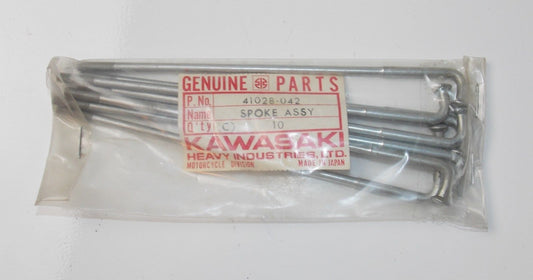 GENUINE PARTS
P.No. 41028-042
Name SPOKE ASSY
Q'ty C) 10
KAWASAKI
HEAVY INDUSTRIES, LTD.
MOTORCYCLE DIVISION MADE IN JAPAN